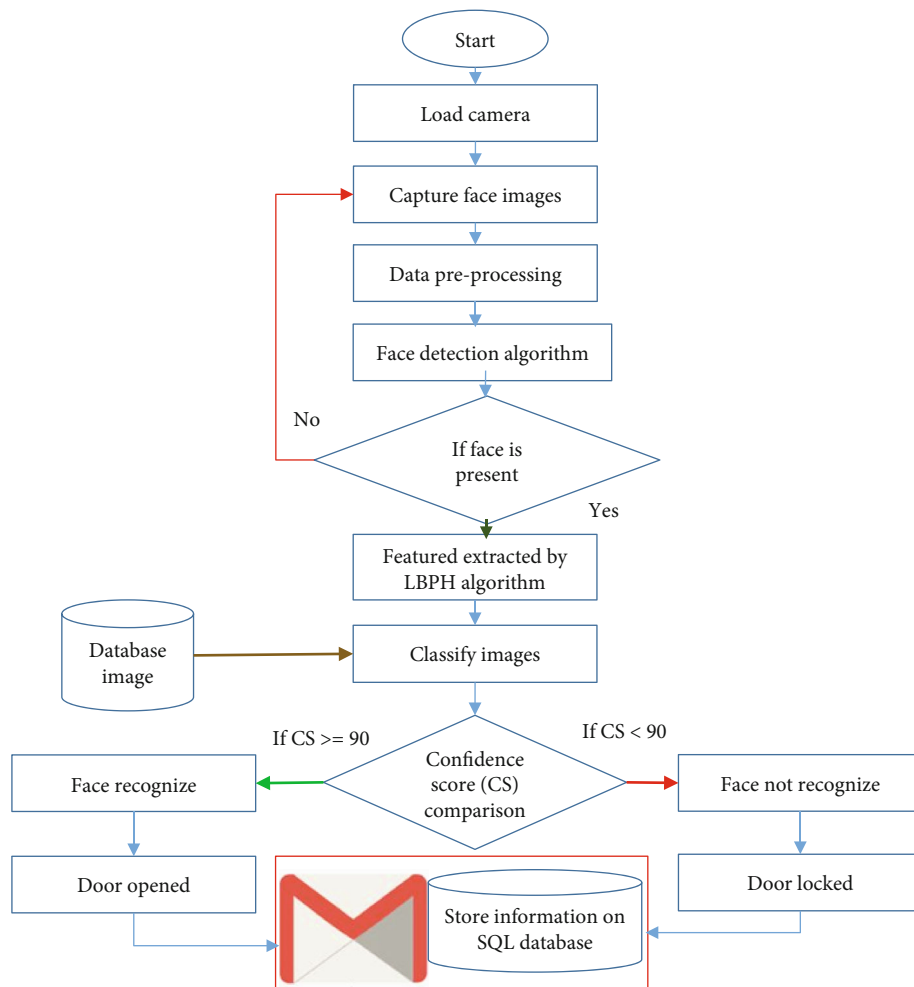 Start
Load camera
Capture face images
Data pre-processing
Face detection algorithm
No
If face is
present
Yes
Featured extracted by
LBPH algorithm
Database
image
Classify images
If CS >= 90
If CS < 90
Confidence
score (CS)
comparison
Face recognize
Face not recognize
Door opened
Door locked
Store information on
SQL database